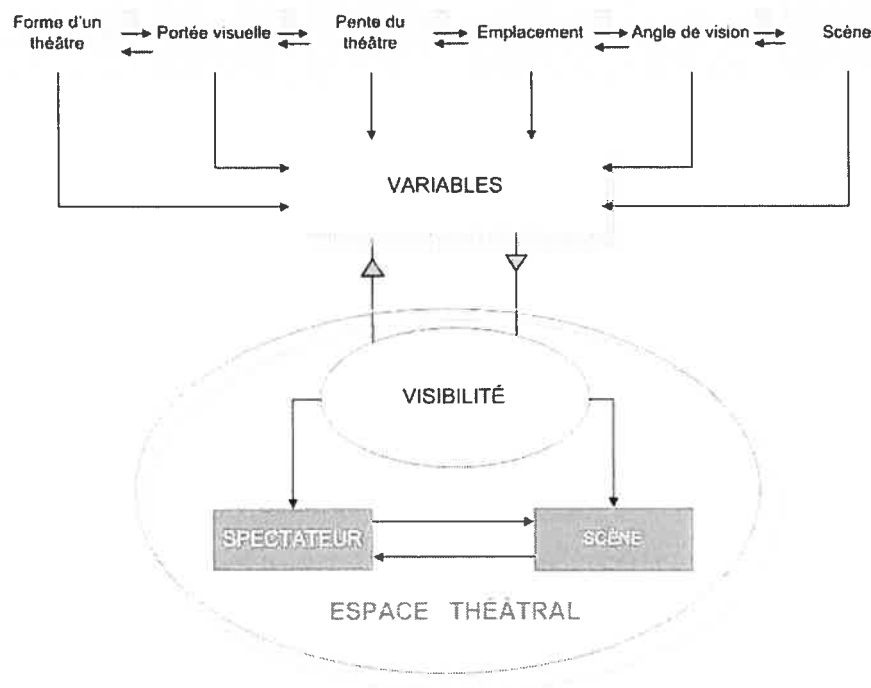 Forme d'un
théâtre
Portée visuelle
Pente du
théâtre
Emplacement
Angle de vision
Scène
VARIABLES
VISIBILITÉ
SPECTATEUR
SCÈNE
ESPACE THÉÂTRAL